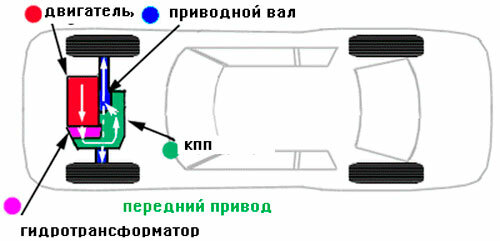 двигатель, приводной вал
кпп
передний привод
гидротрансформатор